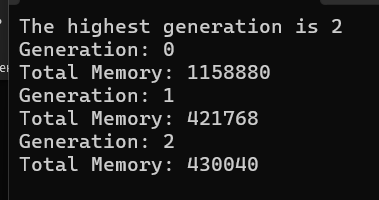 The highest generation is 2
Generation: 0
Total Memory: 1158880
Generation: 1
Total Memory: 421768
Generation: 2
Total Memory: 430040